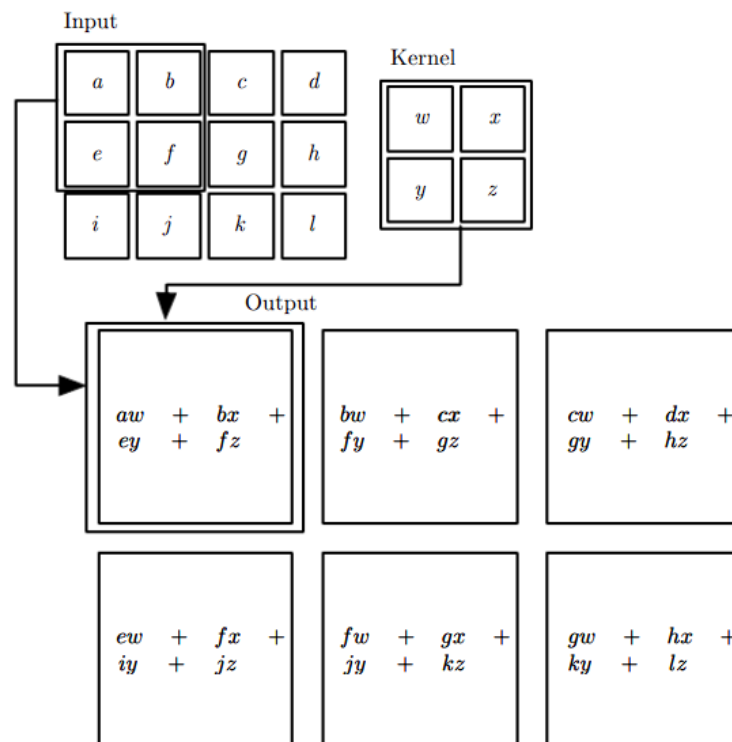 Input
a b c d
e f g h
i j k l
Kernel
w x
y z
Output
aw + bx +
ey + fz
bw + cx +
fy + gz
cw + dx +
gy + hz
ew + fx +
iy + jz
fw + gx +
jy + kz
gw + hx +
ky + lz